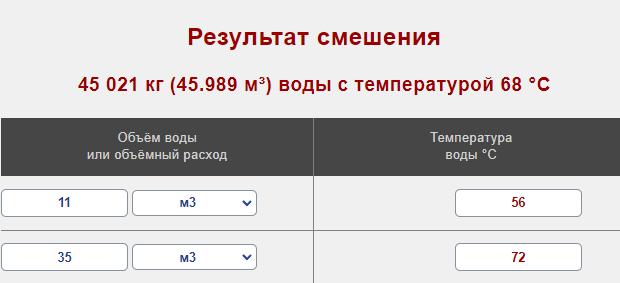 Результат смешения
45 021 кг (45.989 м³) воды с температурой 68 °C
Объём воды
или объёмный расход
Температура
воды °C
11 м3 56
35 м3 72